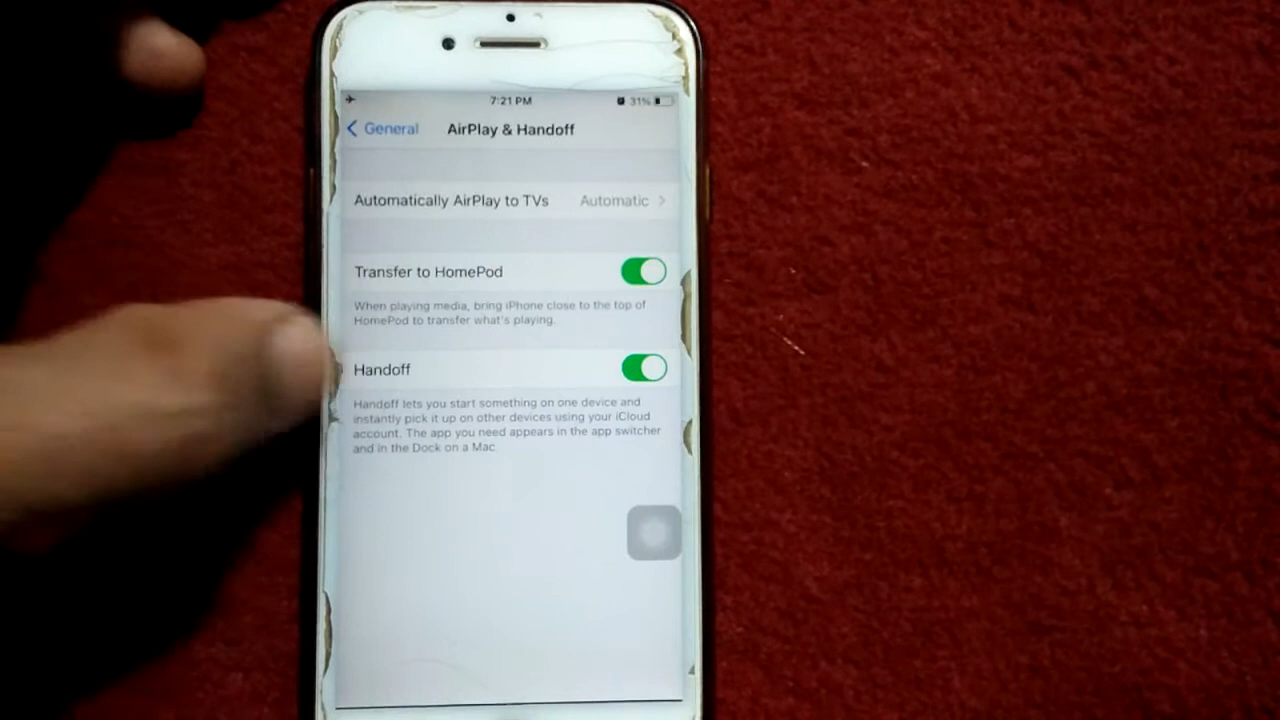 7:21 PM
31%
General
AirPlay & Handoff
Automatically AirPlay to TVs
Automatic
Transfer to HomePod
When playing media, bring iPhone close to the top of
HomePod to transfer what's playing.
Handoff
Handoff lets you start something on one device and
instantly pick it up on other devices using your iCloud
account. The app you need appears in the app switcher
and in the Dock on a Mac.